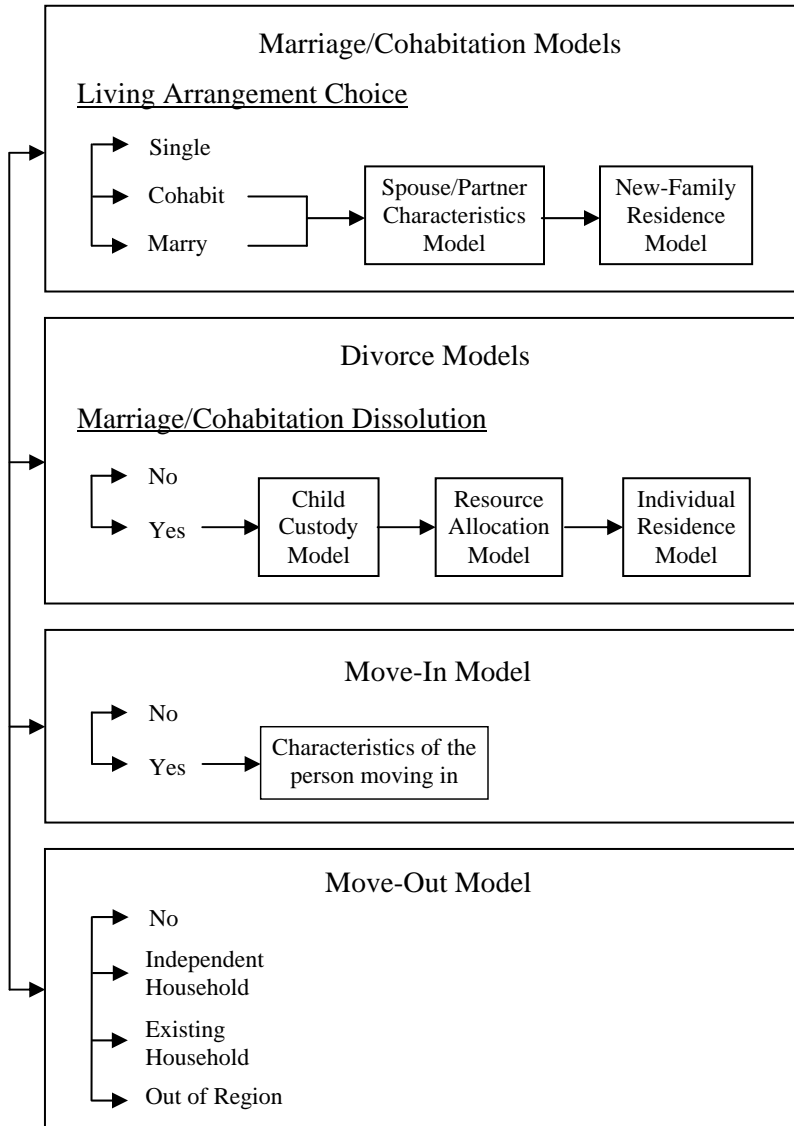 Marriage/Cohabitation Models
Living Arrangement Choice
Single
Cohabit
Marry
Spouse/Partner
Characteristics
Model
New-Family
Residence
Model
Divorce Models
Marriage/Cohabitation Dissolution
No
Yes
Child
Custody
Model
Resource
Allocation
Model
Individual
Residence
Model
Move-In Model
No
Yes
Characteristics of the
person moving in
Move-Out Model
No
Independent
Household
Existing
Household
Out of Region